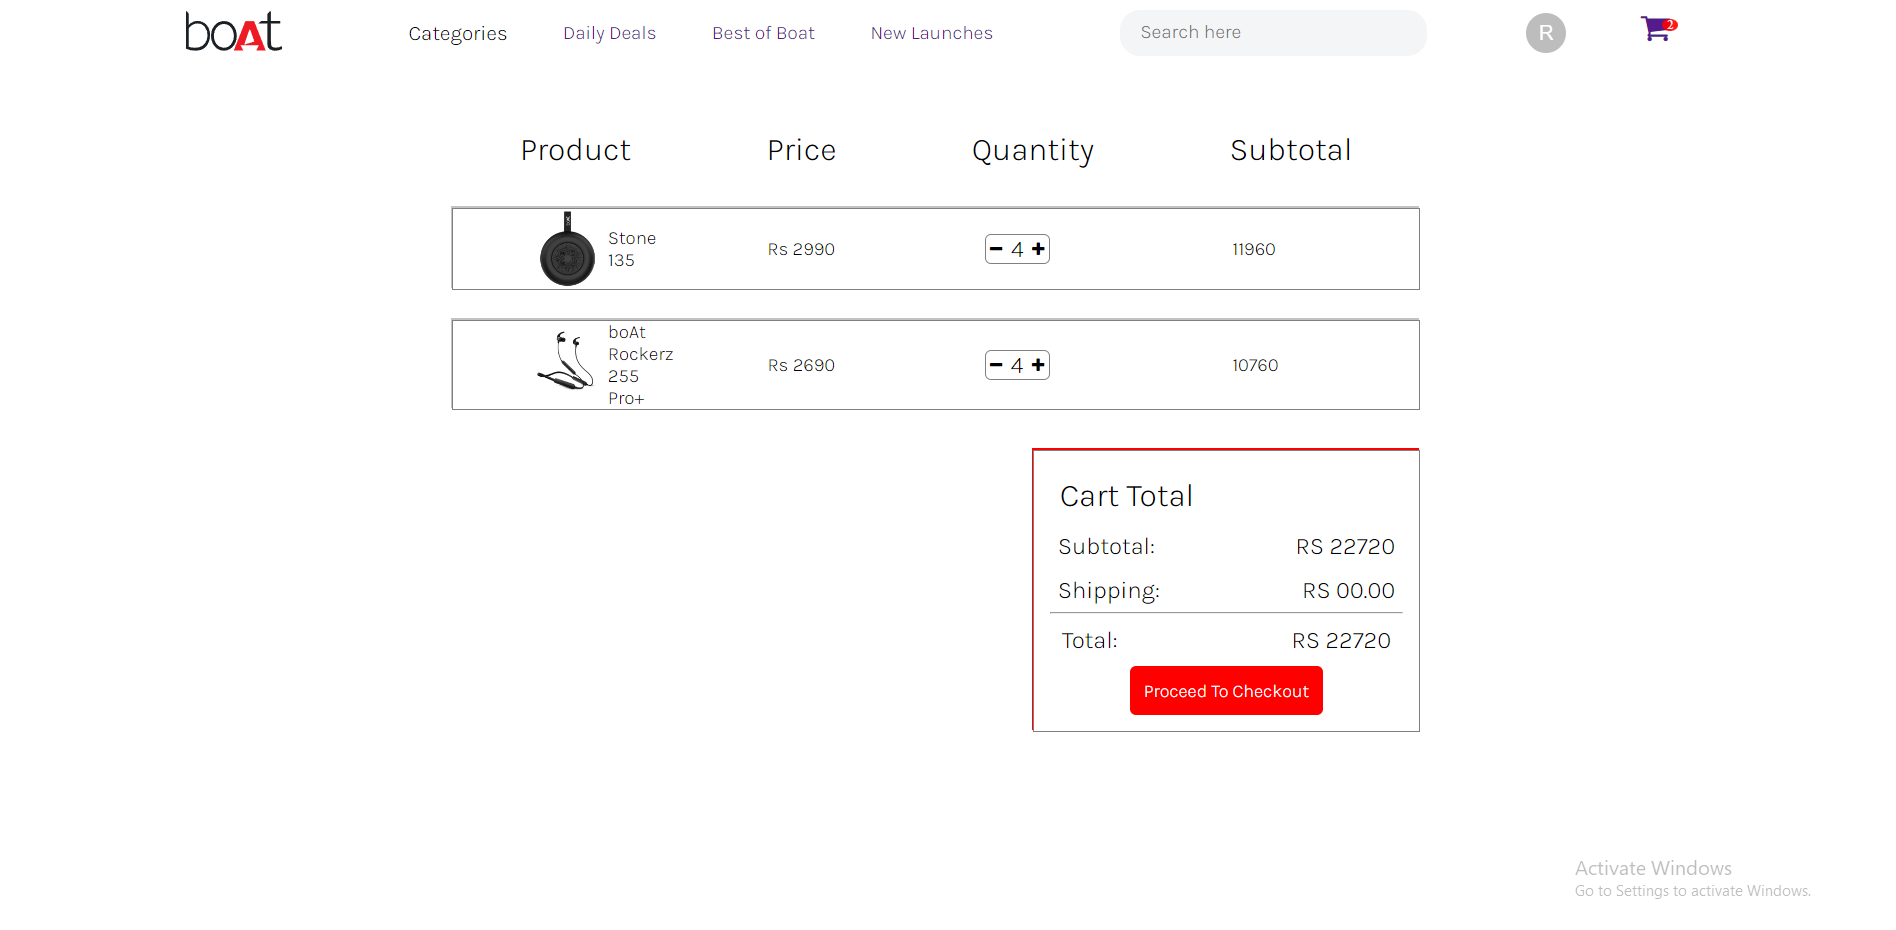 boAt
Categories Daily Deals Best of Boat New Launches Search here R 2
Product Price Quantity Subtotal
Stone
135
Rs 2990 4 11960
boAt
Rockerz
255
Pro+
Rs 2690 4 10760
Cart Total
Subtotal: RS 22720
Shipping: RS 00.00
Total: RS 22720
Proceed To Checkout
Activate Windows
Go to Settings to activate Windows.